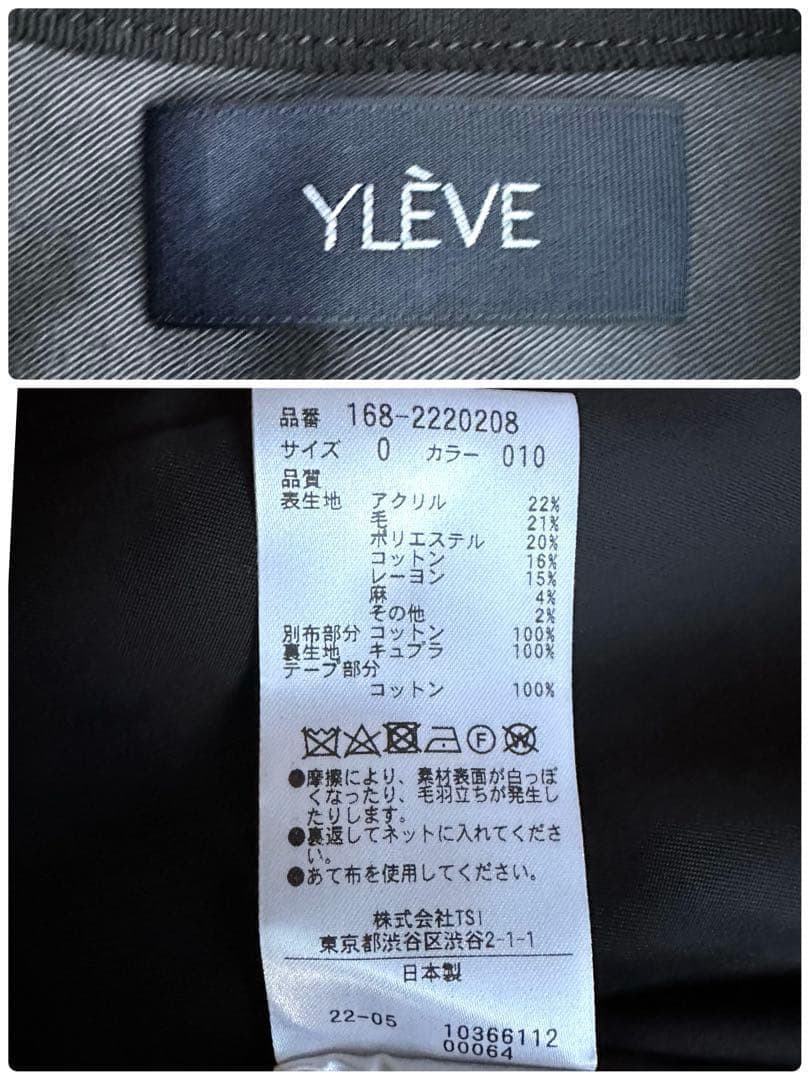 YLÈVE
品番 168-2220208
サイズ 0 カラー 010
品質
表生地 アクリル 22%
毛 21%
ポリエステル 20%
コットン 16%
レーヨン 15%
麻 4%
その他 2%
別布部分 コットン 100%
裏生地 キュプラ 100%
テープ部分
コットン 100%
F W
●摩擦により、素材表面が白っぽ
くなったり、毛羽立ちが発生し
たりします。
●裏返してネットに入れてくださ
い。
●あて布を使用してください。
株式会社TSI
東京都渋谷区渋谷2-1-1
日本製
22-05 10366112
00064